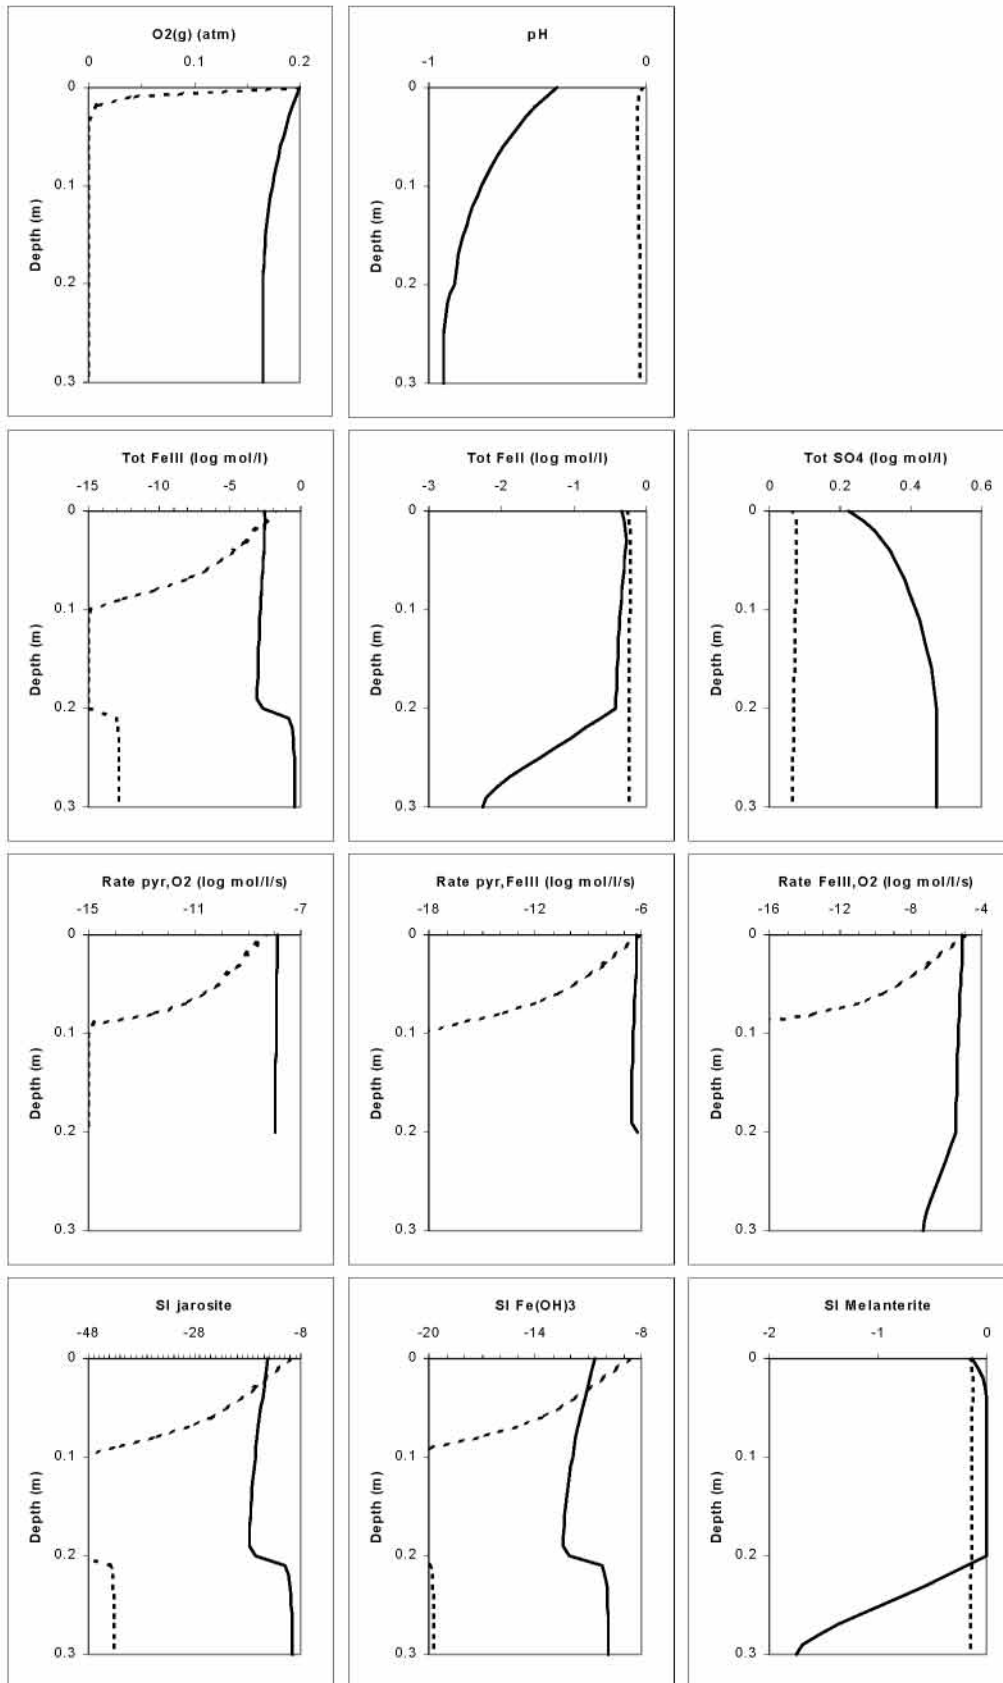 O2(g) (atm)
0 0.1 0.2
0
0.1
0.2
0.3
Depth (m)
pH
-1 0
0
0.1
0.2
0.3
Depth (m)
Tot FeIII (log mol/l)
-15 -10 -5 0
0
0.1
0.2
0.3
Depth (m)
Tot FeII (log mol/l)
-3 -2 -1 0
0
0.1
0.2
0.3
Depth (m)
Tot SO4 (log mol/l)
0 0.2 0.4 0.6
0
0.1
0.2
0.3
Depth (m)
Rate pyr,O2 (log mol/l/s)
-15 -11 -7
0
0.1
0.2
0.3
Depth (m)
Rate pyr,FeIII (log mol/l/s)
-18 -12 -6
0
0.1
0.2
0.3
Depth (m)
Rate FeIII,O2 (log mol/l/s)
-16 -12 -8 -4
0
0.1
0.2
0.3
Depth (m)
SI jarosite
-48 -28 -8
0
0.1
0.2
0.3
Depth (m)
SI Fe(OH)3
-20 -14 -8
0
0.1
0.2
0.3
Depth (m)
SI Melanterite
-2 -1 0
0
0.1
0.2
0.3
Depth (m)